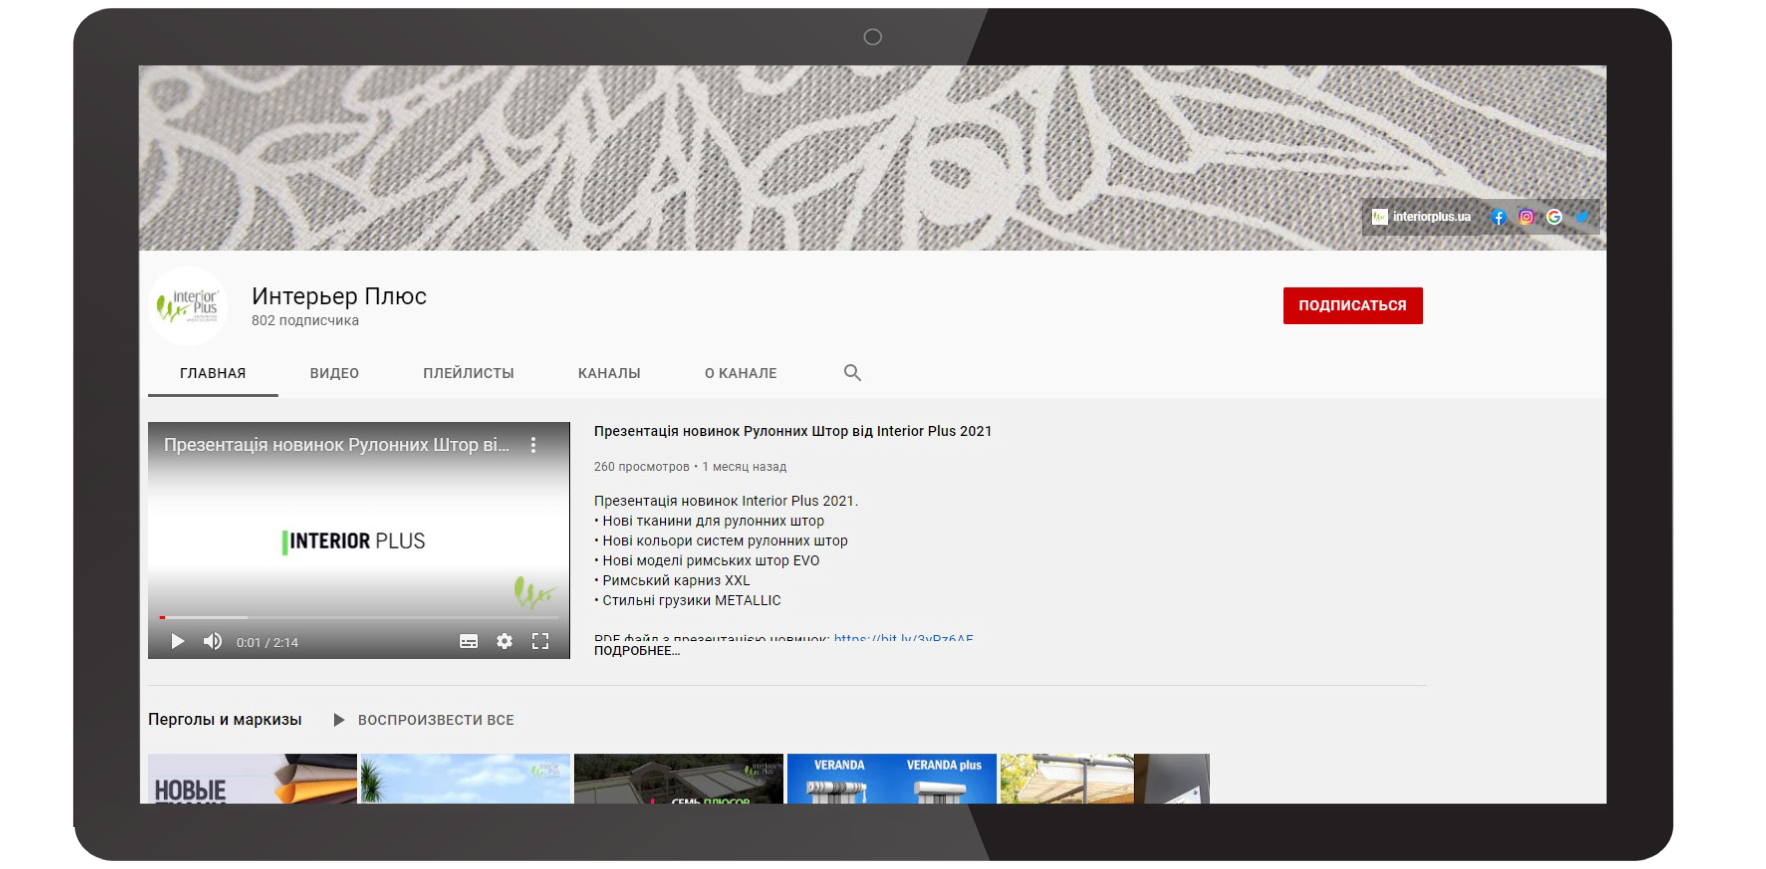 interiorplus.ua
interior
Plus
Интерьер Плюс
802 подписчика
ПОДПИСАТЬСЯ
ГЛАВНАЯ
ВИДЕО
ПЛЕЙЛИСТЫ
КАНАЛЫ
О КАНАЛЕ
Презентація новинок Рулонних Штор ві...
INTERIOR PLUS
0:01 / 2:14
Презентація новинок Рулонних Штор від Interior Plus 2021
260 просмотров • 1 месяц назад
Презентація новинок Interior Plus 2021.
• Нові тканини для рулонних штор
• Нові кольори систем рулонних штор
• Нові моделі римських штор EVO
• Римський карниз XXL
• Стильні грузики METALLIC
PDF файл з презентацією новинок:
ПОДРОБНЕЕ...
Перголы и маркизы
ВОСПРОИЗВЕСТИ ВСЕ
НОВЫЕ
СЕМЬ ПЛЮСОВ
VERANDA
VERANDA plus